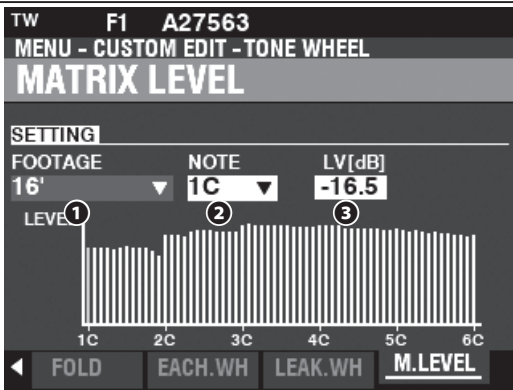 TW F1 A27563
MENU - CUSTOM EDIT - TONE WHEEL
MATRIX LEVEL
SETTING
FOOTAGE NOTE LV[dB]
16' ▼ 1C ▼ -16.5
LEVEL 1 2 3
1C 2C 3C 4C 5C 6C
◀ FOLD EACH.WH LEAK.WH M.LEVEL